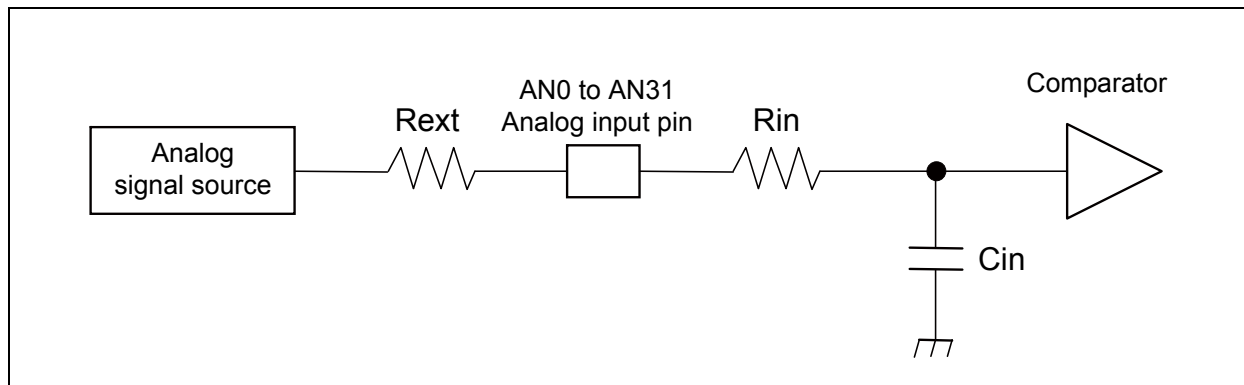 AN0 to AN31
Analog input pin
Comparator
Rext
Rin
Analog
signal source
Cin